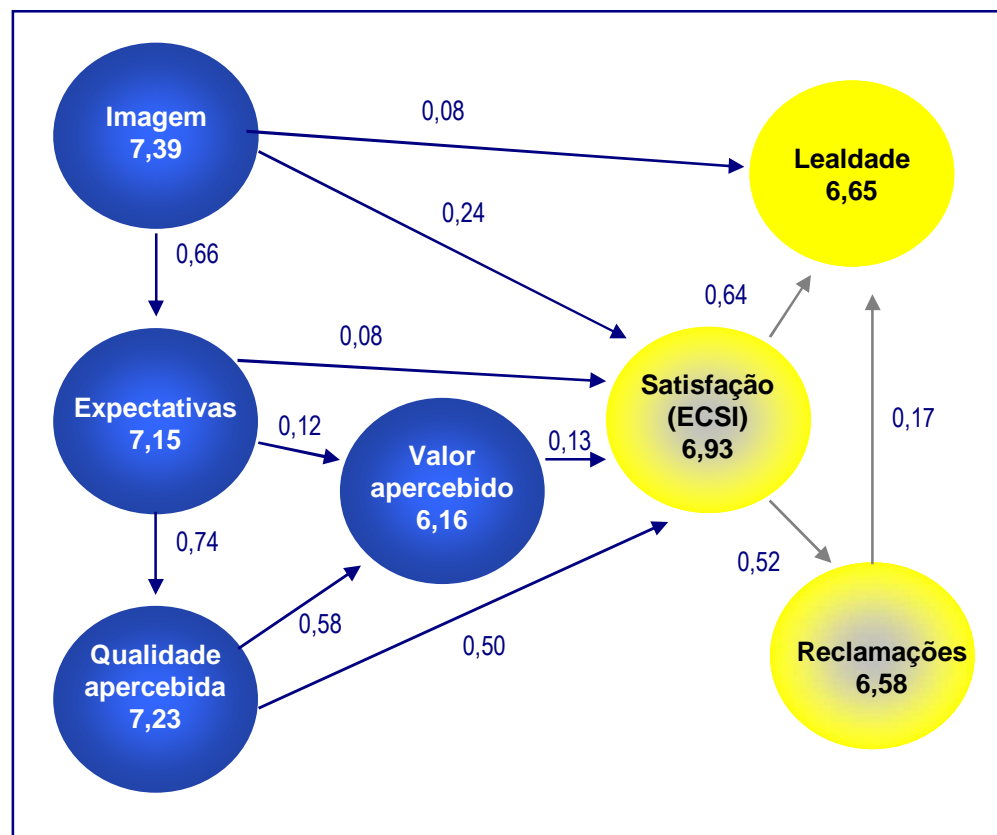 Imagem
7,39
0,08
Lealdade
6,65
0,24
0,66
0,64
0,08
Expectativas
7,15
0,12
Satisfação
(ECSI)
6,93
0,17
Valor
apercebido
6,16
0,13
0,74
0,52
0,58
0,50
Qualidade
apercebida
7,23
Reclamações
6,58